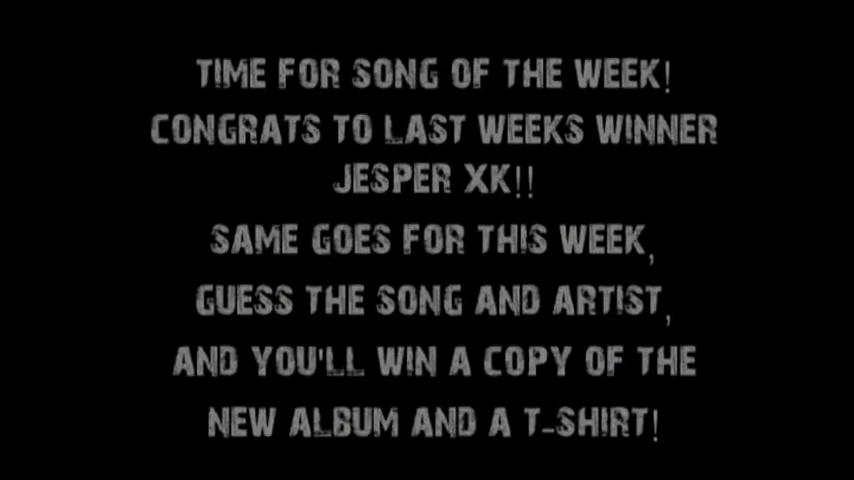 TIME FOR SONG OF THE WEEK!
CONGRATS TO LAST WEEKS WINNER
JESPER XK!!
SAME GOES FOR THIS WEEK,
GUESS THE SONG AND ARTIST,
AND YOU'LL WIN A COPY OF THE
NEW ALBUM AND A T-SHIRT!